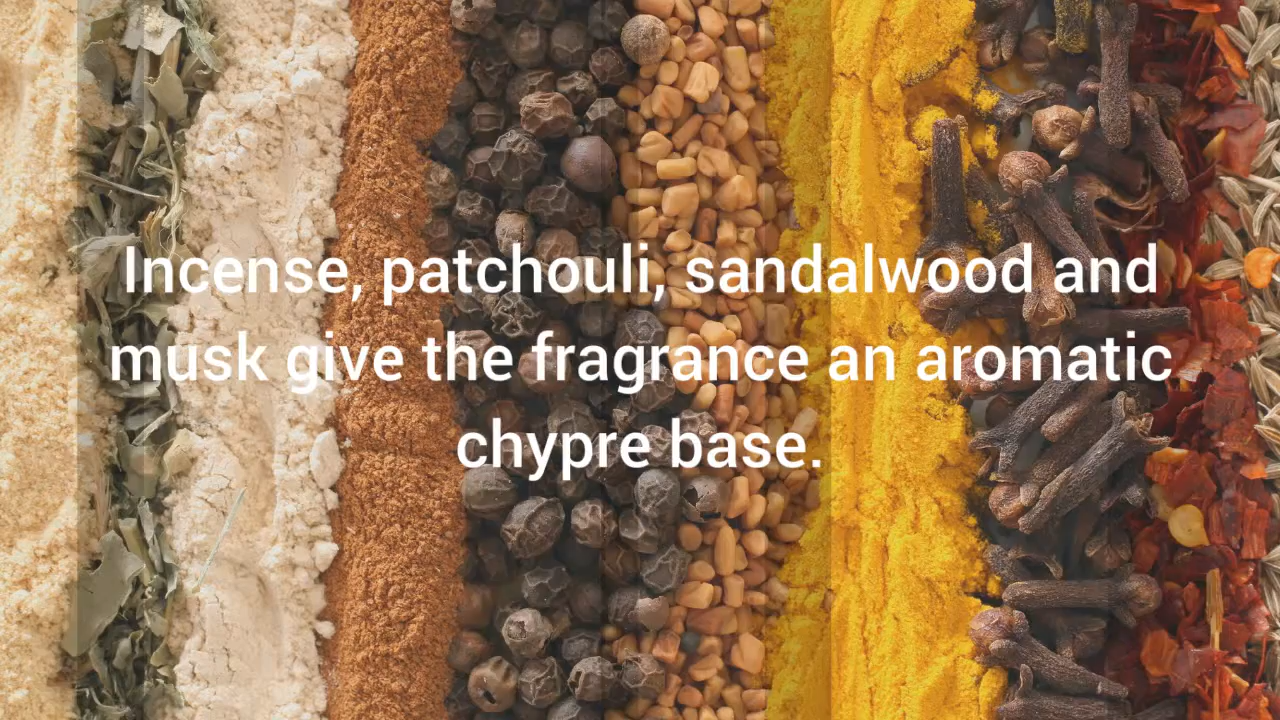 Incense, patchouli, sandalwood and
musk give the fragrance an aromatic
chypre base.